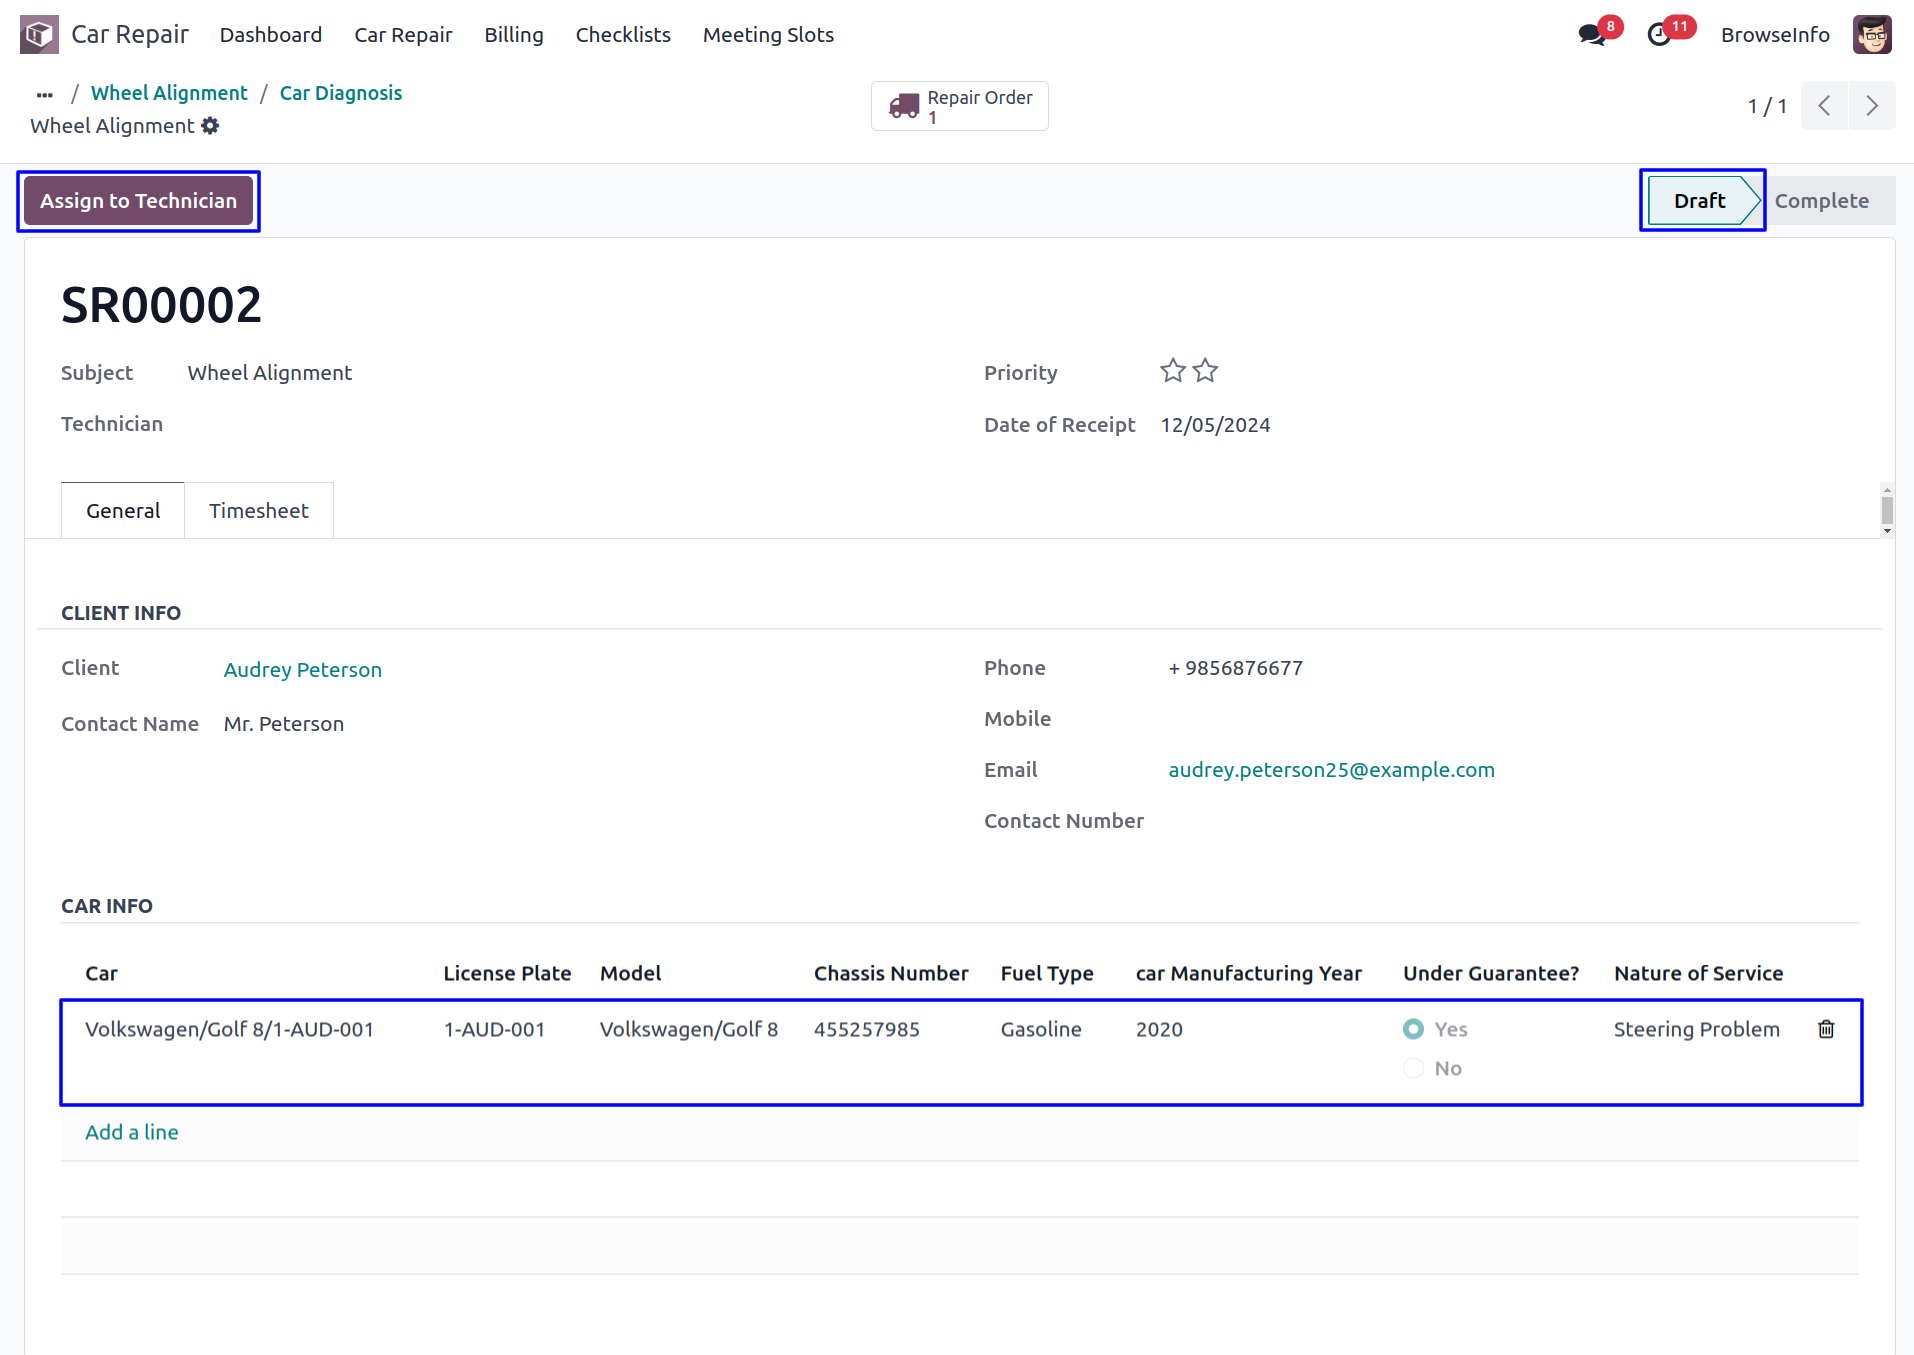 Car Repair Dashboard Car Repair Billing Checklists Meeting Slots 8 11 BrowseInfo
... / Wheel Alignment / Car Diagnosis
Wheel Alignment
Repair Order
1
1 / 1
Assign to Technician
Draft Complete
SR00002
Subject Wheel Alignment
Priority
Technician
Date of Receipt 12/05/2024
General Timesheet
CLIENT INFO
Client Audrey Peterson
Phone + 9856876677
Contact Name Mr. Peterson
Mobile
Email audrey.peterson25@example.com
Contact Number
CAR INFO
Car License Plate Model Chassis Number Fuel Type car Manufacturing Year Under Guarantee? Nature of Service
Volkswagen/Golf 8/1-AUD-001 1-AUD-001 Volkswagen/Golf 8 455257985 Gasoline 2020 Yes Steering Problem
No
Add a line